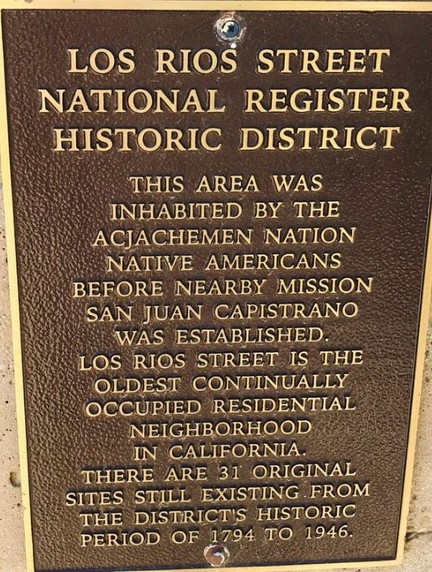 LOS RIOS STREET
NATIONAL REGISTER
HISTORIC DISTRICT
THIS AREA WAS
INHABITED BY THE
ACJACHEMEN NATION
NATIVE AMERICANS
BEFORE NEARBY MISSION
SAN JUAN CAPISTRANO
WAS ESTABLISHED.
LOS RIOS STREET IS THE
OLDEST CONTINUALLY
OCCUPIED RESIDENTIAL
NEIGHBORHOOD
IN CALIFORNIA.
THERE ARE 31 ORIGINAL
SITES STILL EXISTING FROM
THE DISTRICT'S HISTORIC
PERIOD OF 1794 TO 1946.